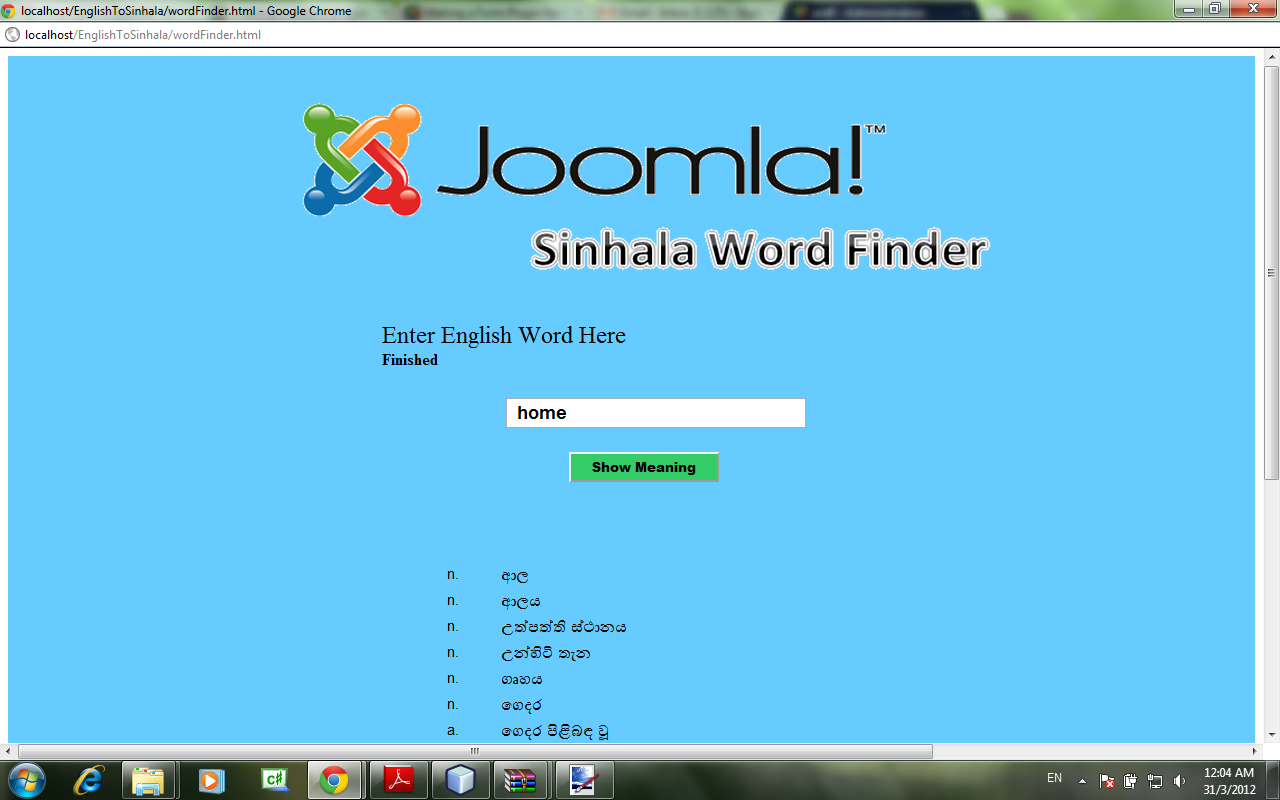 localhost/EnglishToSinhala/wordFinder.html - Google Chrome
localhost/EnglishToSinhala/wordFinder.html
Joomla!™
Sinhala Word Finder
Enter English Word Here
Finished
home
Show Meaning
n. ආල
n. ආලය
n. උත්පත්ති ස්ථානය
n. උන්හිටි තැන
n. ගෘහය
n. ගෙදර
a. ගෙදර පිළිබඳ වූ
EN
12:04 AM
31/3/2012